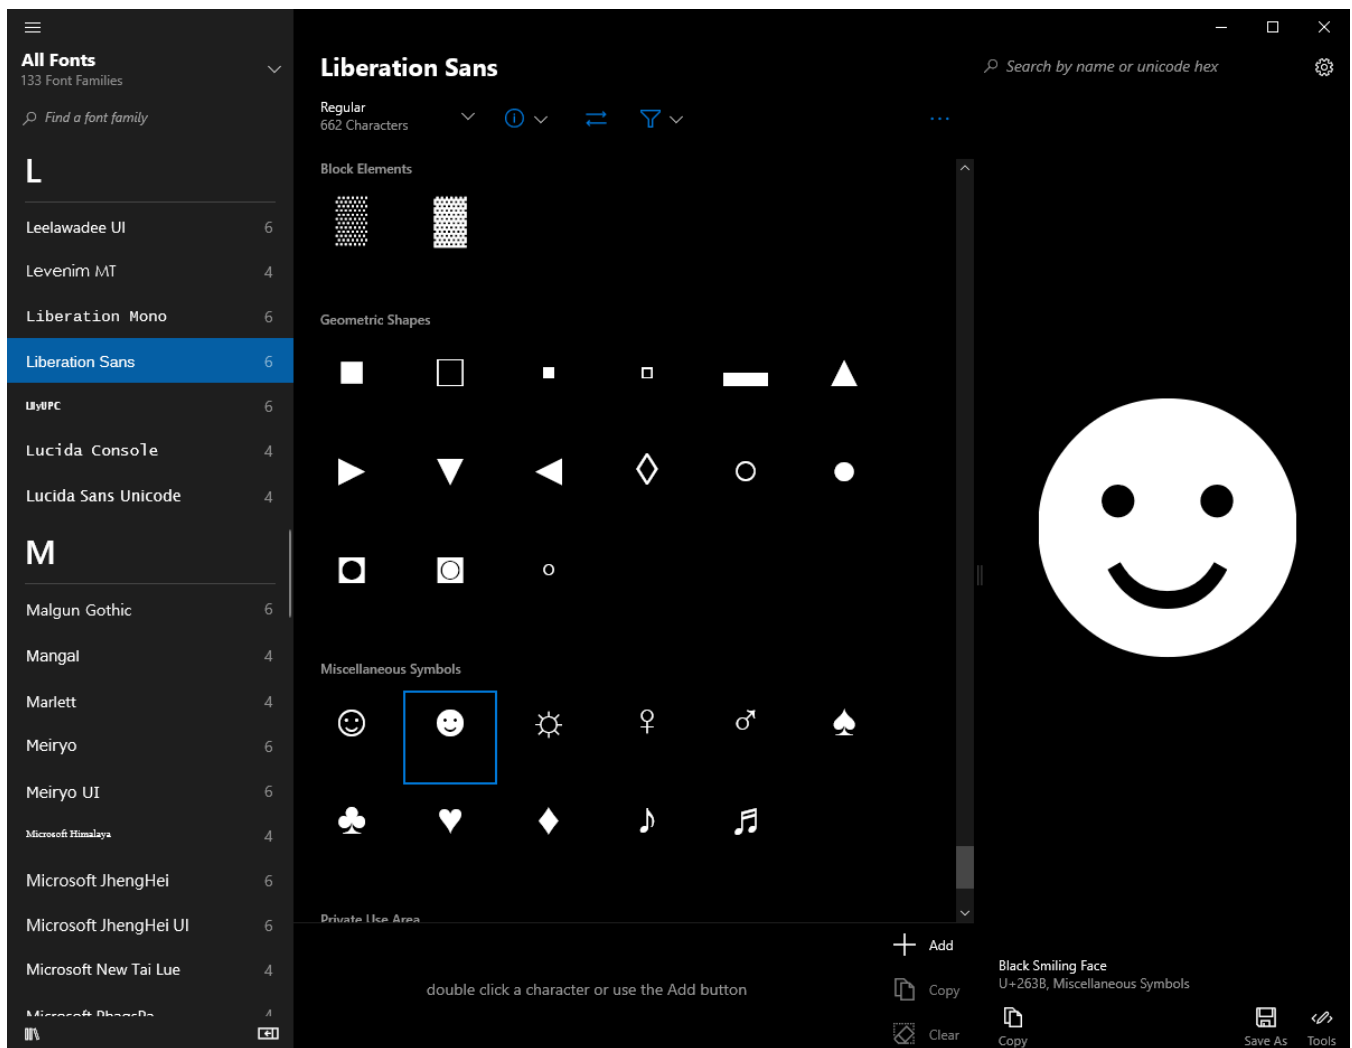 All Fonts
133 Font Families
Find a font family
L
Leelawadee UI 6
Levenim MT 4
Liberation Mono 6
Liberation Sans 6
LilyUPC 6
Lucida Console 4
Lucida Sans Unicode 4
M
Malgun Gothic 6
Mangal 4
Marlett 4
Meiryo 6
Meiryo UI 6
Microsoft Himalaya 4
Microsoft JhengHei 6
Microsoft JhengHei UI 6
Microsoft New Tai Lue 4
Microsoft PhagsPa 4
Liberation Sans
Regular
662 Characters
Block Elements
Geometric Shapes
Miscellaneous Symbols
Private Use Area
double click a character or use the Add button
Add
Copy
Clear
Search by name or unicode hex
Black Smiling Face
U+263B, Miscellaneous Symbols
Copy
Save As
Tools